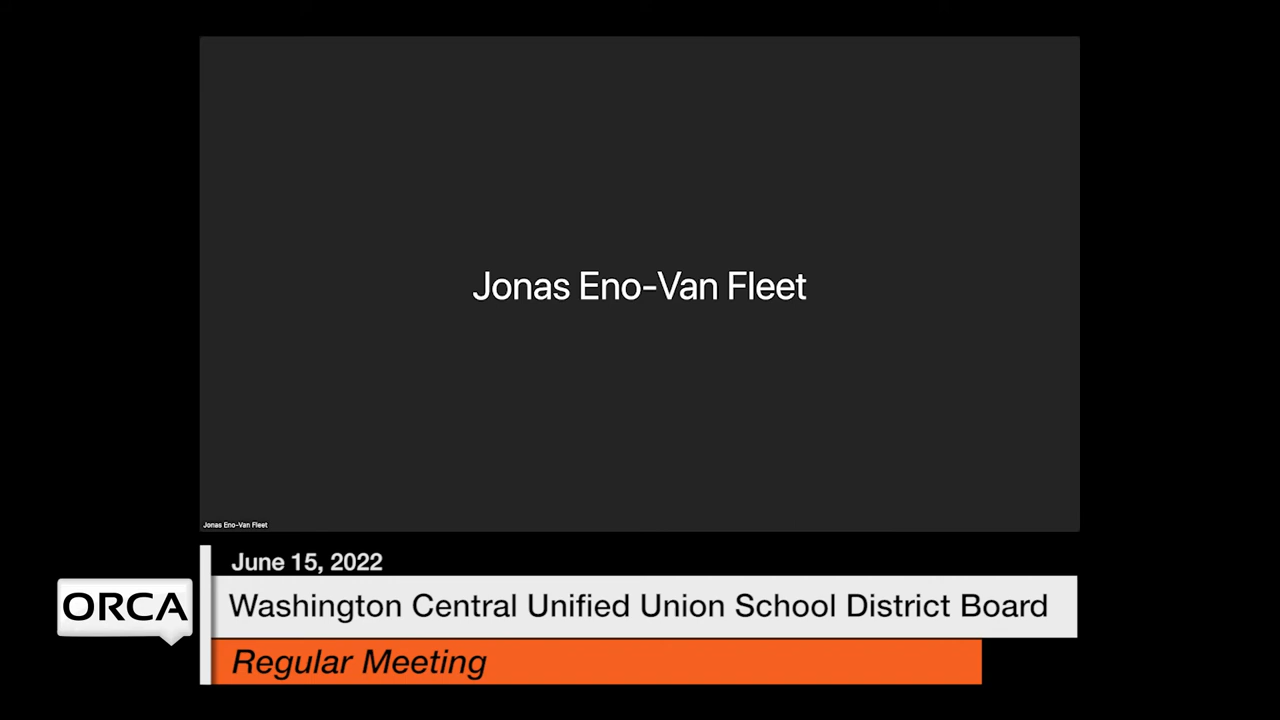 Jonas Eno-Van Fleet
Jonas Eno-Van Fleet
June 15, 2022
ORCA
Washington Central Unified Union School District Board
Regular Meeting